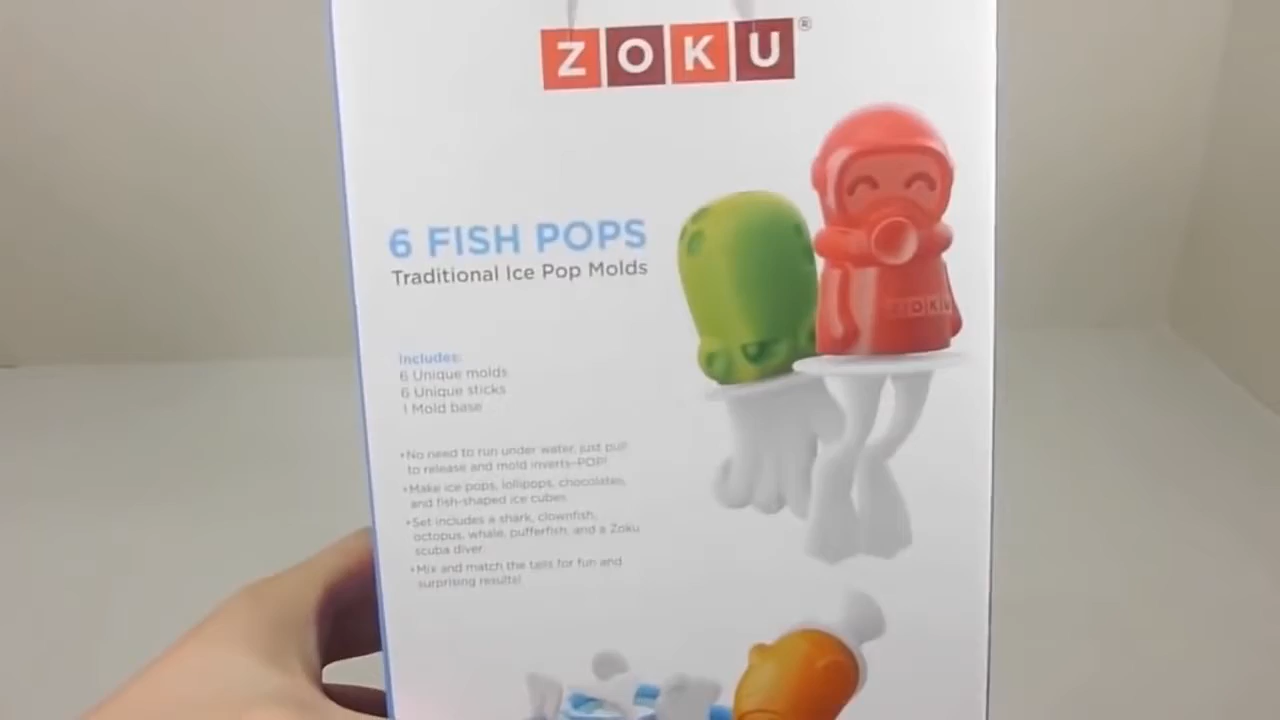 ZOKU®
6 FISH POPS
Traditional Ice Pop Molds
Includes:
6 Unique molds
6 Unique sticks
1 Mold base
•No need to run under water, just pull
to release and mold inverts-POP!
•Make ice pops, lollipops, chocolates,
and fish-shaped ice cubes
•Set includes a shark, clownfish,
octopus, whale, pufferfish, and a Zoku
scuba diver.
•Mix and match the tails for fun and
surprising results!
ZOKU